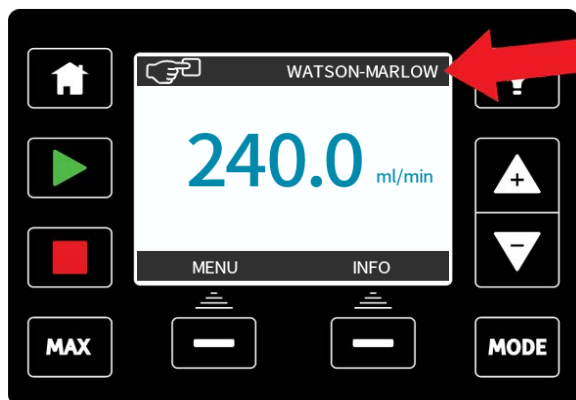 WATSON-MARLOW
240.0 ml/min
+
-
MENU INFO
MAX
MODE